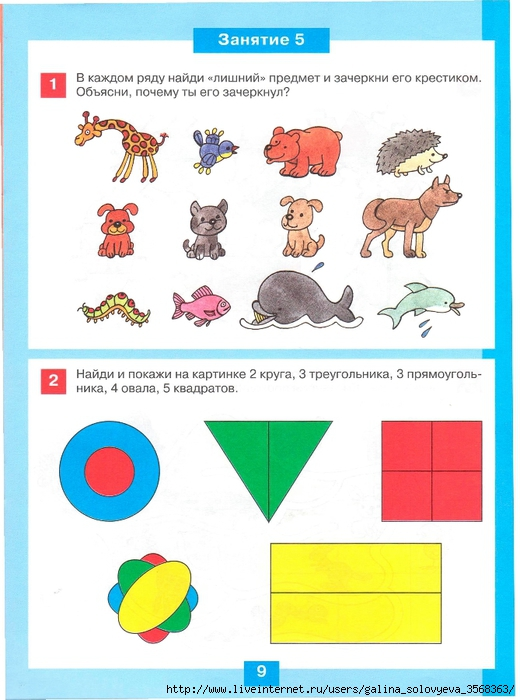 Занятие 5
1
В каждом ряду найди «лишний» предмет и зачеркни его крестиком.
Объясни, почему ты его зачеркнул?
2
Найди и покажи на картинке 2 круга, 3 треугольника, 3 прямоуголь-
ника, 4 овала, 5 квадратов.
9
http://www.liveinternet.ru/users/galina_solovyeva_3568363/